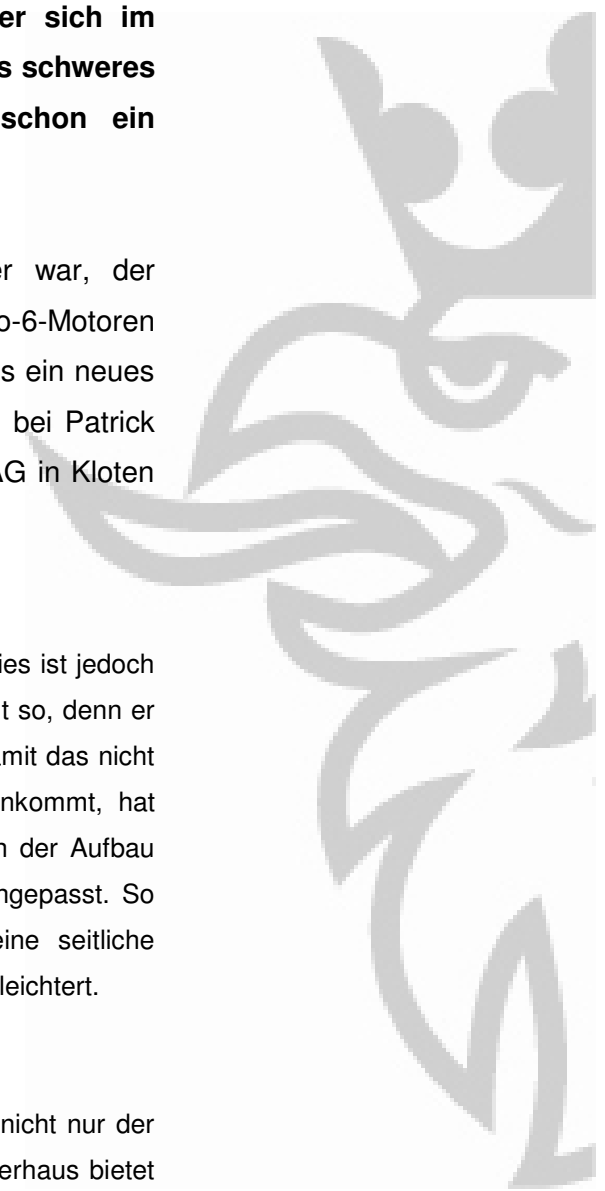 er sich im
s schweres
schon ein
er war, der
o-6-Motoren
s ein neues
bei Patrick
AG in Kloten
ies ist jedoch
t so, denn er
amit das nicht
nkommt, hat
n der Aufbau
ngepasst. So
eine seitliche
leichtert.
nicht nur der
erhaus bietet